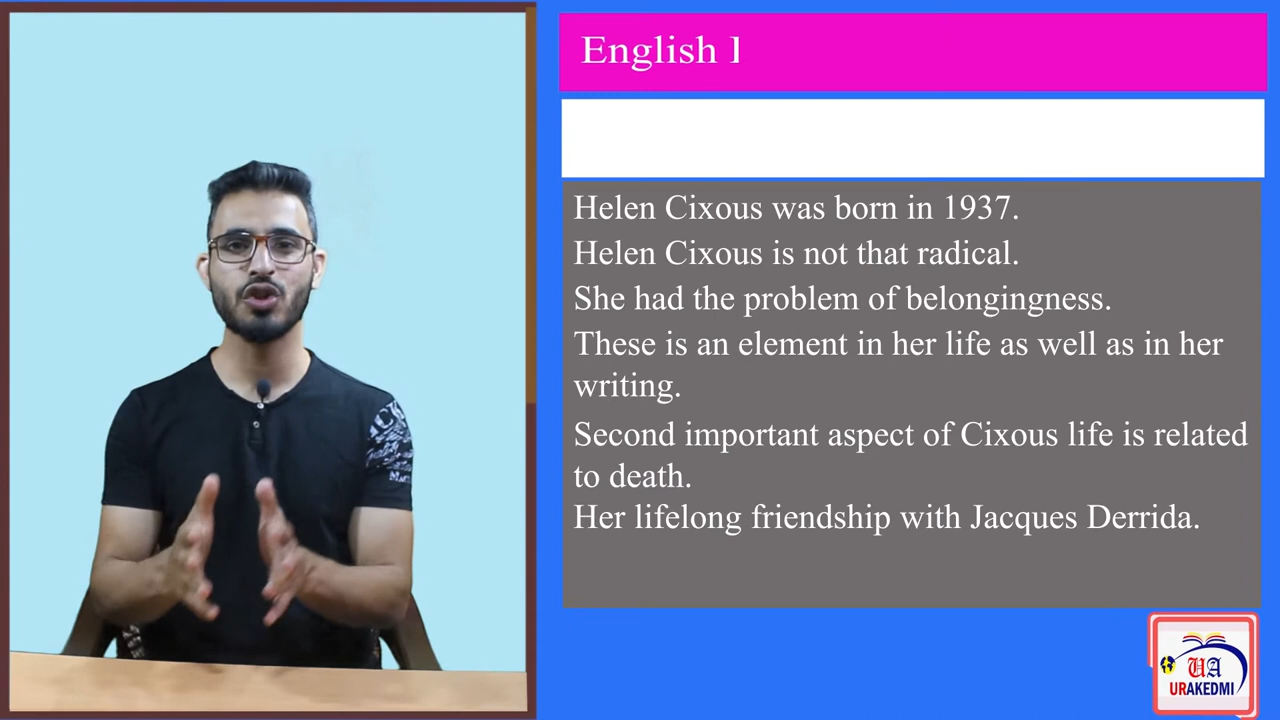 English
Helen Cixous was born in 1937.
Helen Cixous is not that radical.
She had the problem of belongingness.
These is an element in her life as well as in her
writing.
Second important aspect of Cixous life is related
to death.
Her lifelong friendship with Jacques Derrida.
UA
URAKEDMI